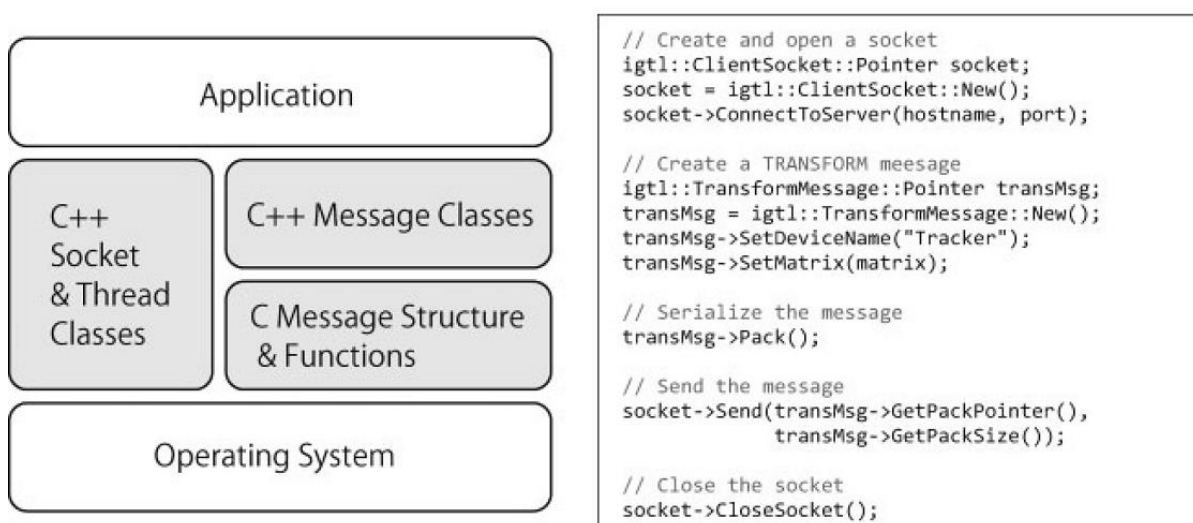 Application
C++
Socket
& Thread
Classes
C++ Message Classes
C Message Structure
& Functions
Operating System
// Create and open a socket
igtl::ClientSocket::Pointer socket;
socket = igtl::ClientSocket::New();
socket->ConnectToServer(hostname, port);
// Create a TRANSFORM meesage
igtl::TransformMessage::Pointer transMsg;
transMsg = igtl::TransformMessage::New();
transMsg->SetDeviceName("Tracker");
transMsg->SetMatrix(matrix);
// Serialize the message
transMsg->Pack();
// Send the message
socket->Send(transMsg->GetPackPointer(),
transMsg->GetPackSize());
// Close the socket
socket->CloseSocket();